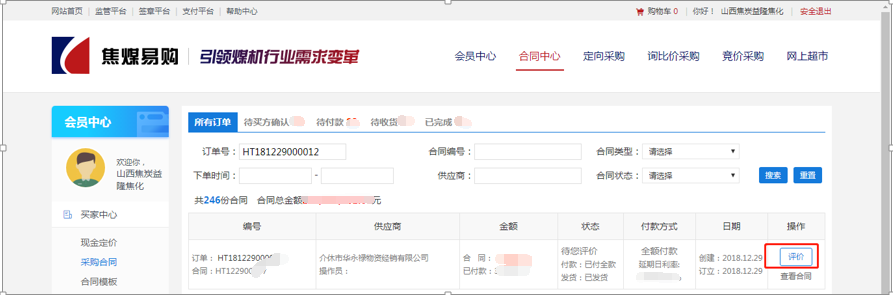 网站首页 | 监管平台 | 签章平台 | 支付平台 | 帮助中心
购物车 0 | 你好！ 山西焦炭益隆焦化 | 安全退出
焦煤易购 引领煤机行业需求变革
会员中心 合同中心 定向采购 询比价采购 竞价采购 网上超市
会员中心
欢迎你，
山西焦炭益
隆焦化
买家中心
现金定价
采购合同
合同模板
所有订单 待买方确认 待付款 待收货 已完成
订单号： HT181229000012 合同编号： 合同类型： 请选择
下单时间： - 供应商： 合同状态： 请选择 搜索 重置
共246份合同 合同总金额 元
编号 供应商 金额 状态 付款方式 日期 操作
订单： HT1812290000 介休市华永禄物资经销有限公司 合 同： 待您评价 全额付款 创建：2018.12.29 评价
合同：HT122900 操作员： 已付款： 付款：已付全款 延期日利率: 订立：2018.12.29 查看合同
发货：已发货